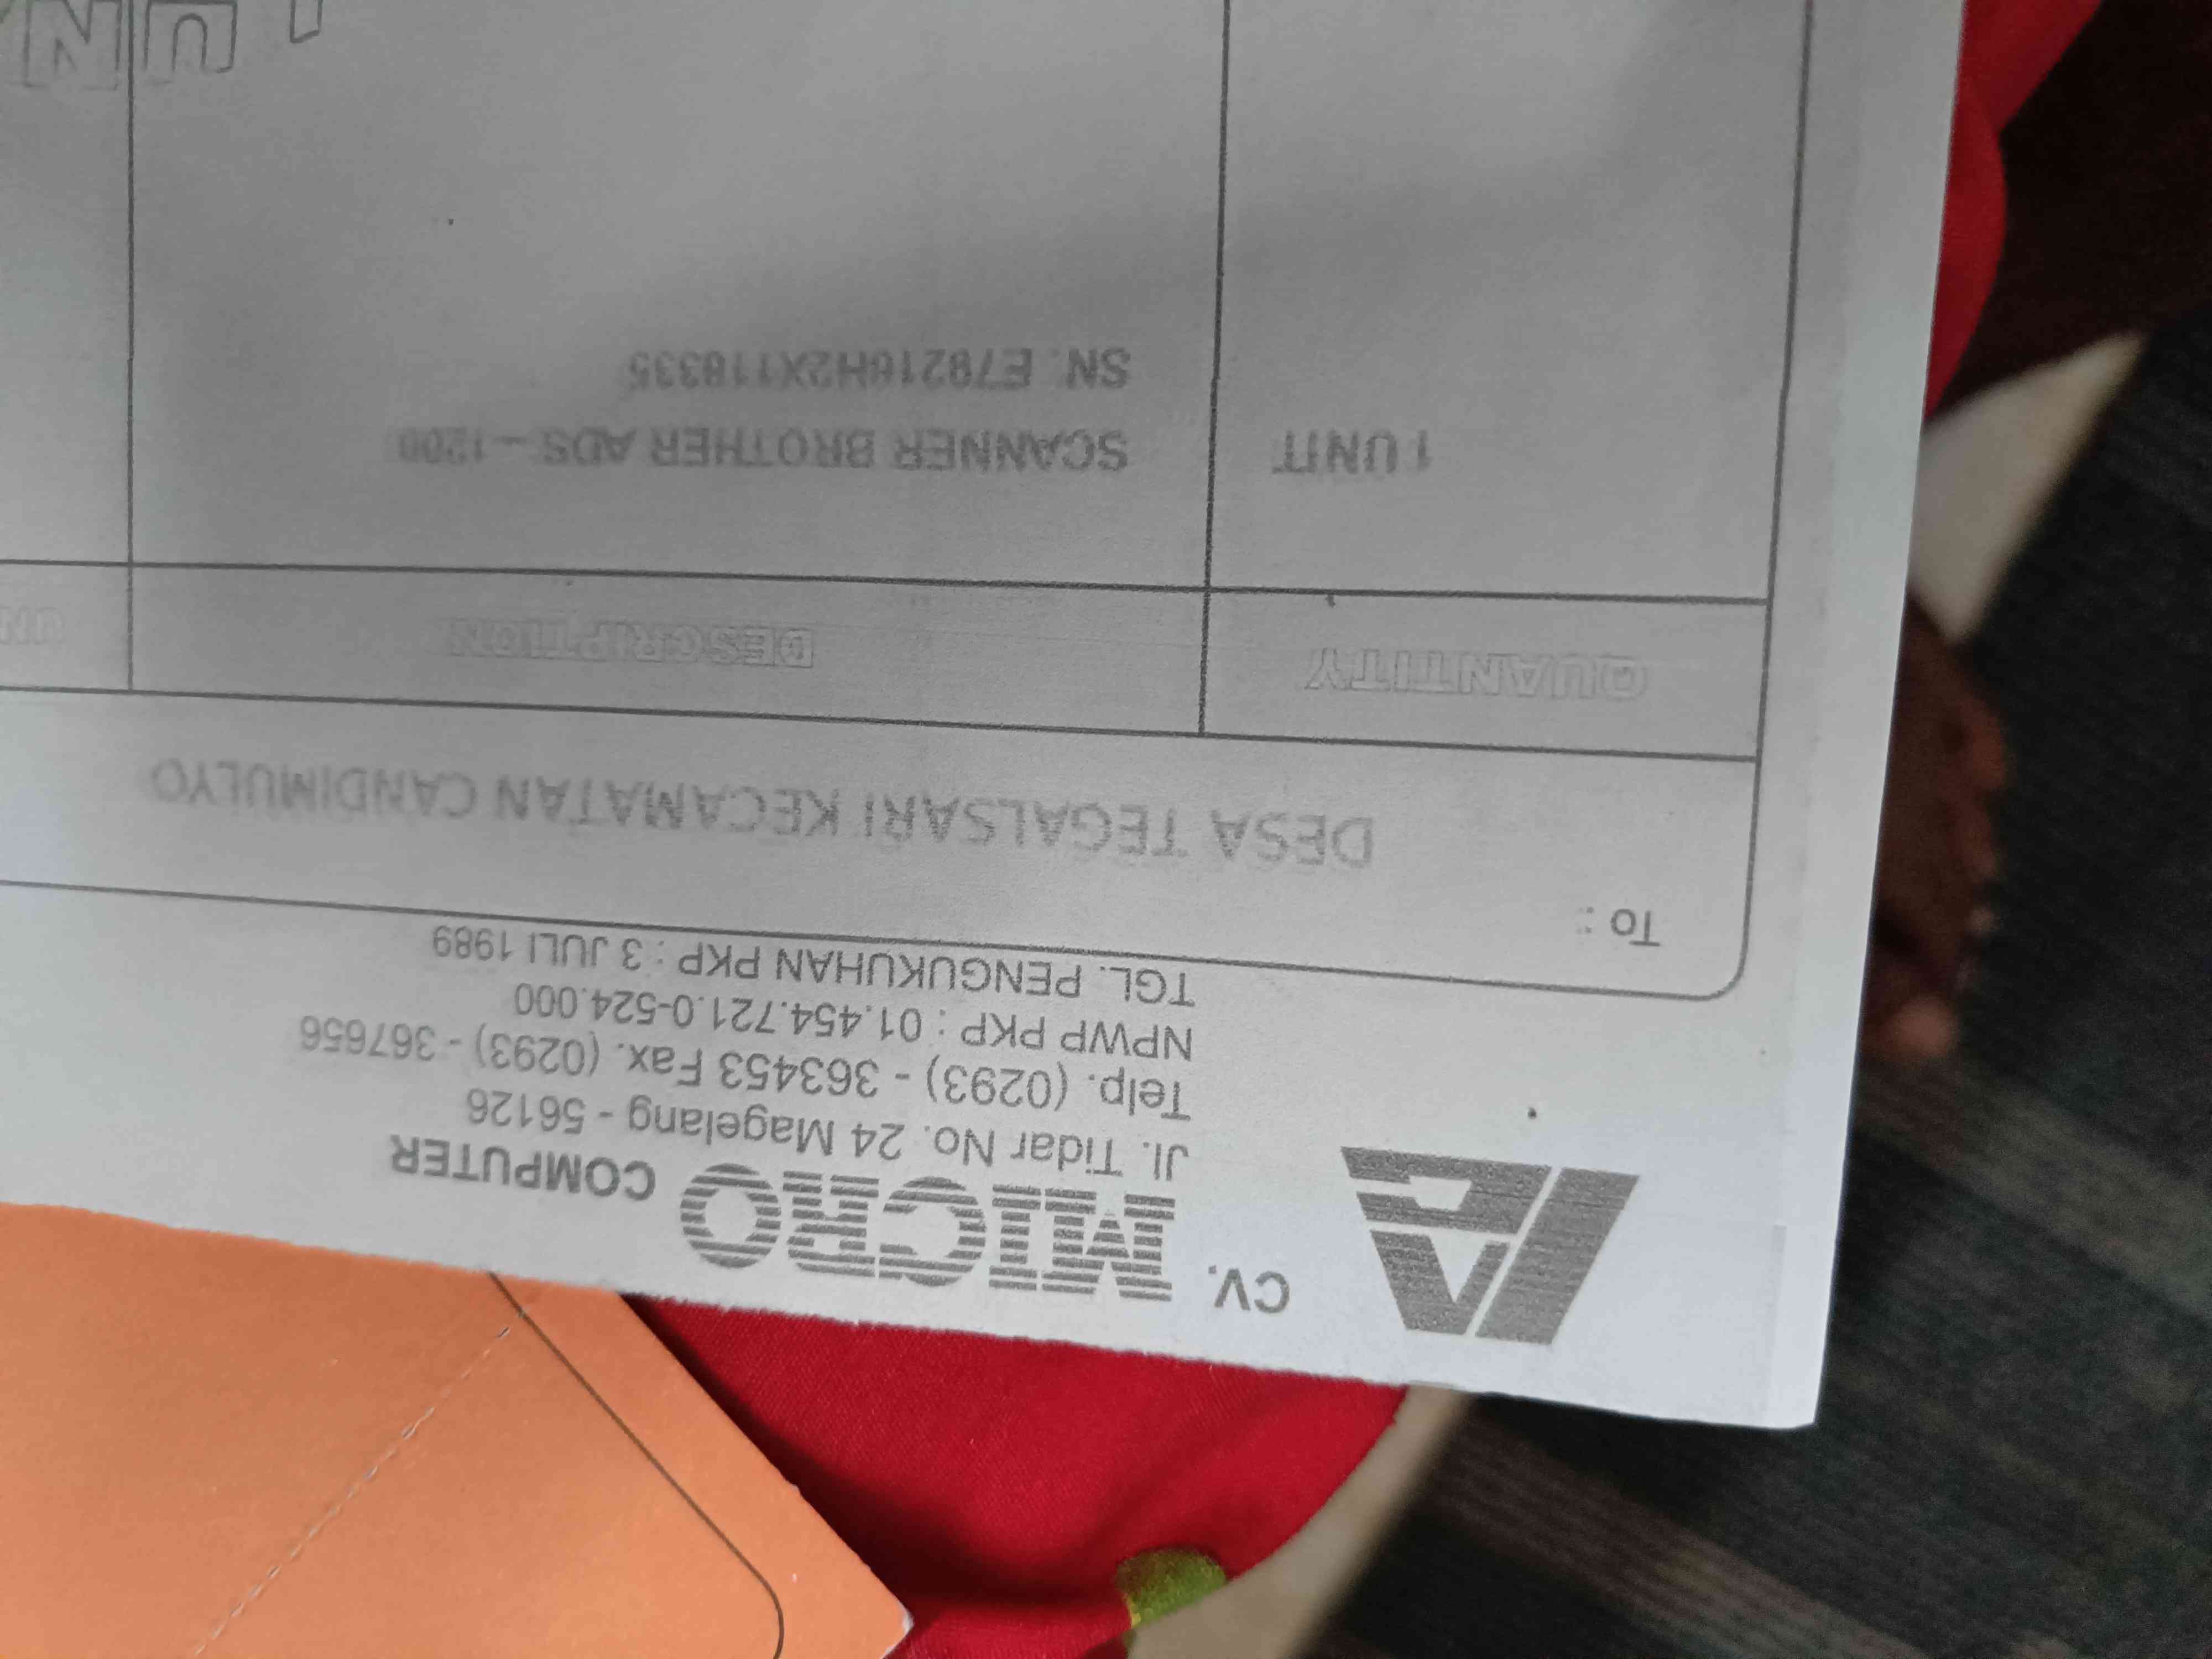 CV. MICRO COMPUTER
Jl. Tidar No. 24 Magelang - 56126
Telp. (0293) - 363453 Fax. (0293) - 367656
NPWP PKP : 01.454.721.0-524.000
TGL. PENGUKUHAN PKP : 3 JULI 1989
To :
DESA TEGALSARI KECAMATAN CANDIMULYO
QUANTITY DESCRIPTION UN
1 UNIT SCANNER BROTHER ADS – 1200
SN. E78216H2X118335